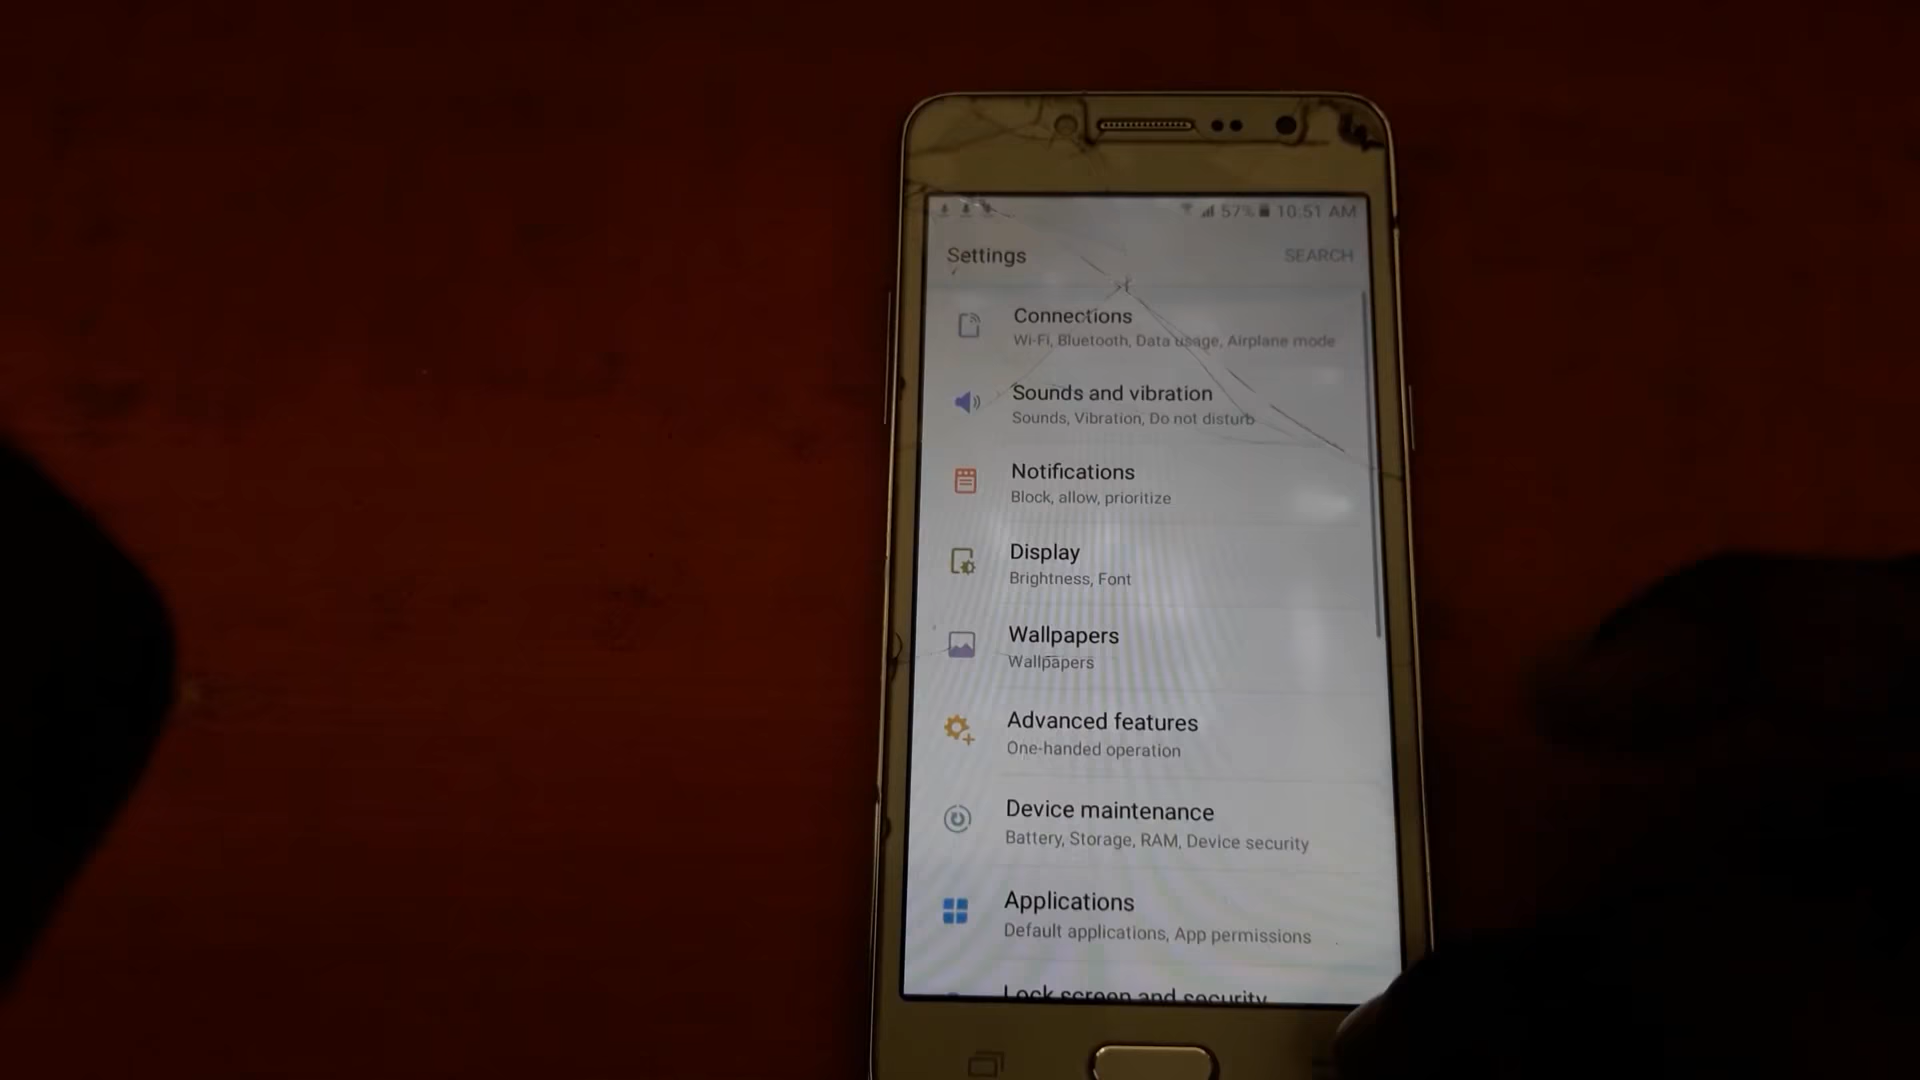 57% 10:51 AM
Settings SEARCH
Connections
Wi-Fi, Bluetooth, Data usage, Airplane mode
Sounds and vibration
Sounds, Vibration, Do not disturb
Notifications
Block, allow, prioritize
Display
Brightness, Font
Wallpapers
Wallpapers
Advanced features
One-handed operation
Device maintenance
Battery, Storage, RAM, Device security
Applications
Default applications, App permissions
Lock screen and security